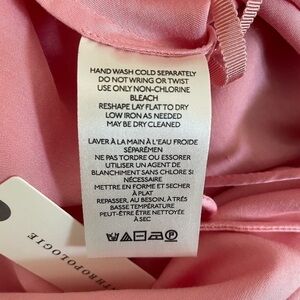 HAND WASH COLD SEPARATELY
DO NOT WRING OR TWIST
USE ONLY NON-CHLORINE
BLEACH
RESHAPE LAY FLAT TO DRY
LOW IRON AS NEEDED
MAY BE DRY CLEANED
LAVER À LA MAIN À L'EAU FROIDE
SÉPARÉMEN
NE PAS TORDRE OU ESSORER
UTILISER UN AGENT DE
BLANCHIMENT SANS CHLORE SI
NÉCESSAIRE
METTRE EN FORME ET SECHER
À PLAT
REPASSER, AU BESOIN, À TRÈS
BASSE TEMPÉRATURE
PEUT-ÊTRE ÊTRE NETTOYÉE
À SEC
ANTHROPOLOGIE